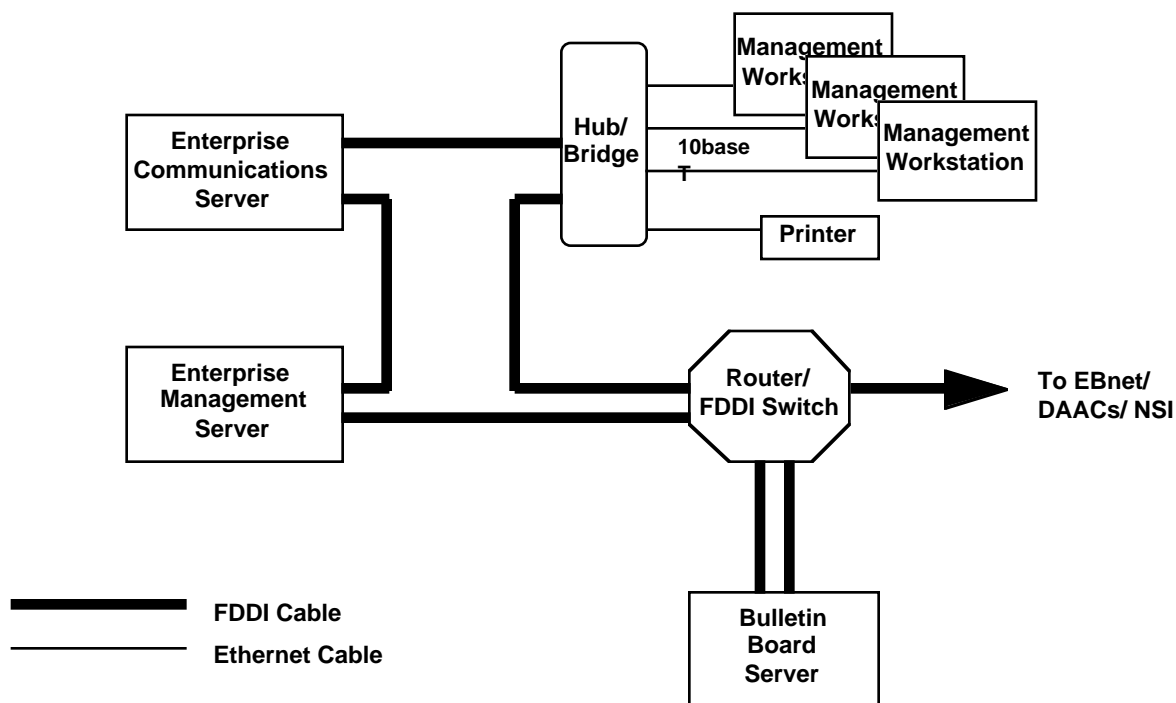 Management
Works
Management
Works
Management
Workstation
Hub/
Bridge
10base
T
Enterprise
Communications
Server
Printer
Enterprise
Management
Server
Router/
FDDI Switch
To EBnet/
DAACs/ NSI
FDDI Cable
Ethernet Cable
Bulletin
Board
Server